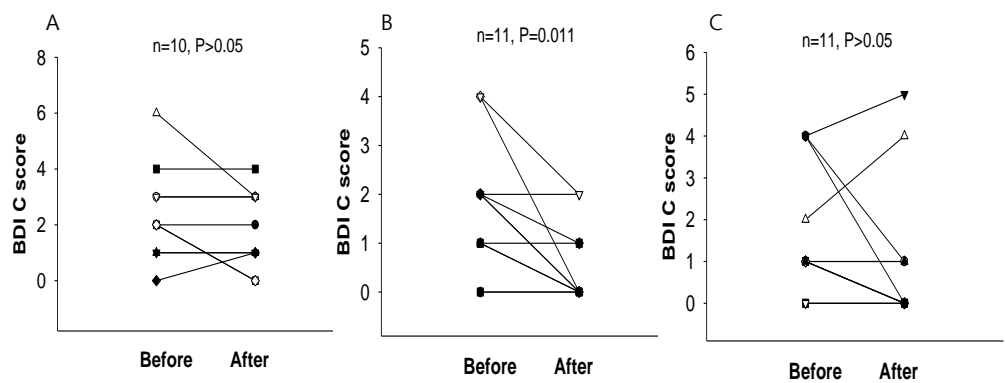 A
n=10, P>0.05
8
6
4
2
0
BDI C score
Before After
B
n=11, P=0.011
5
4
3
2
1
0
BDI C score
Before After
C
n=11, P>0.05
6
5
4
3
2
1
0
BDI C score
Before After